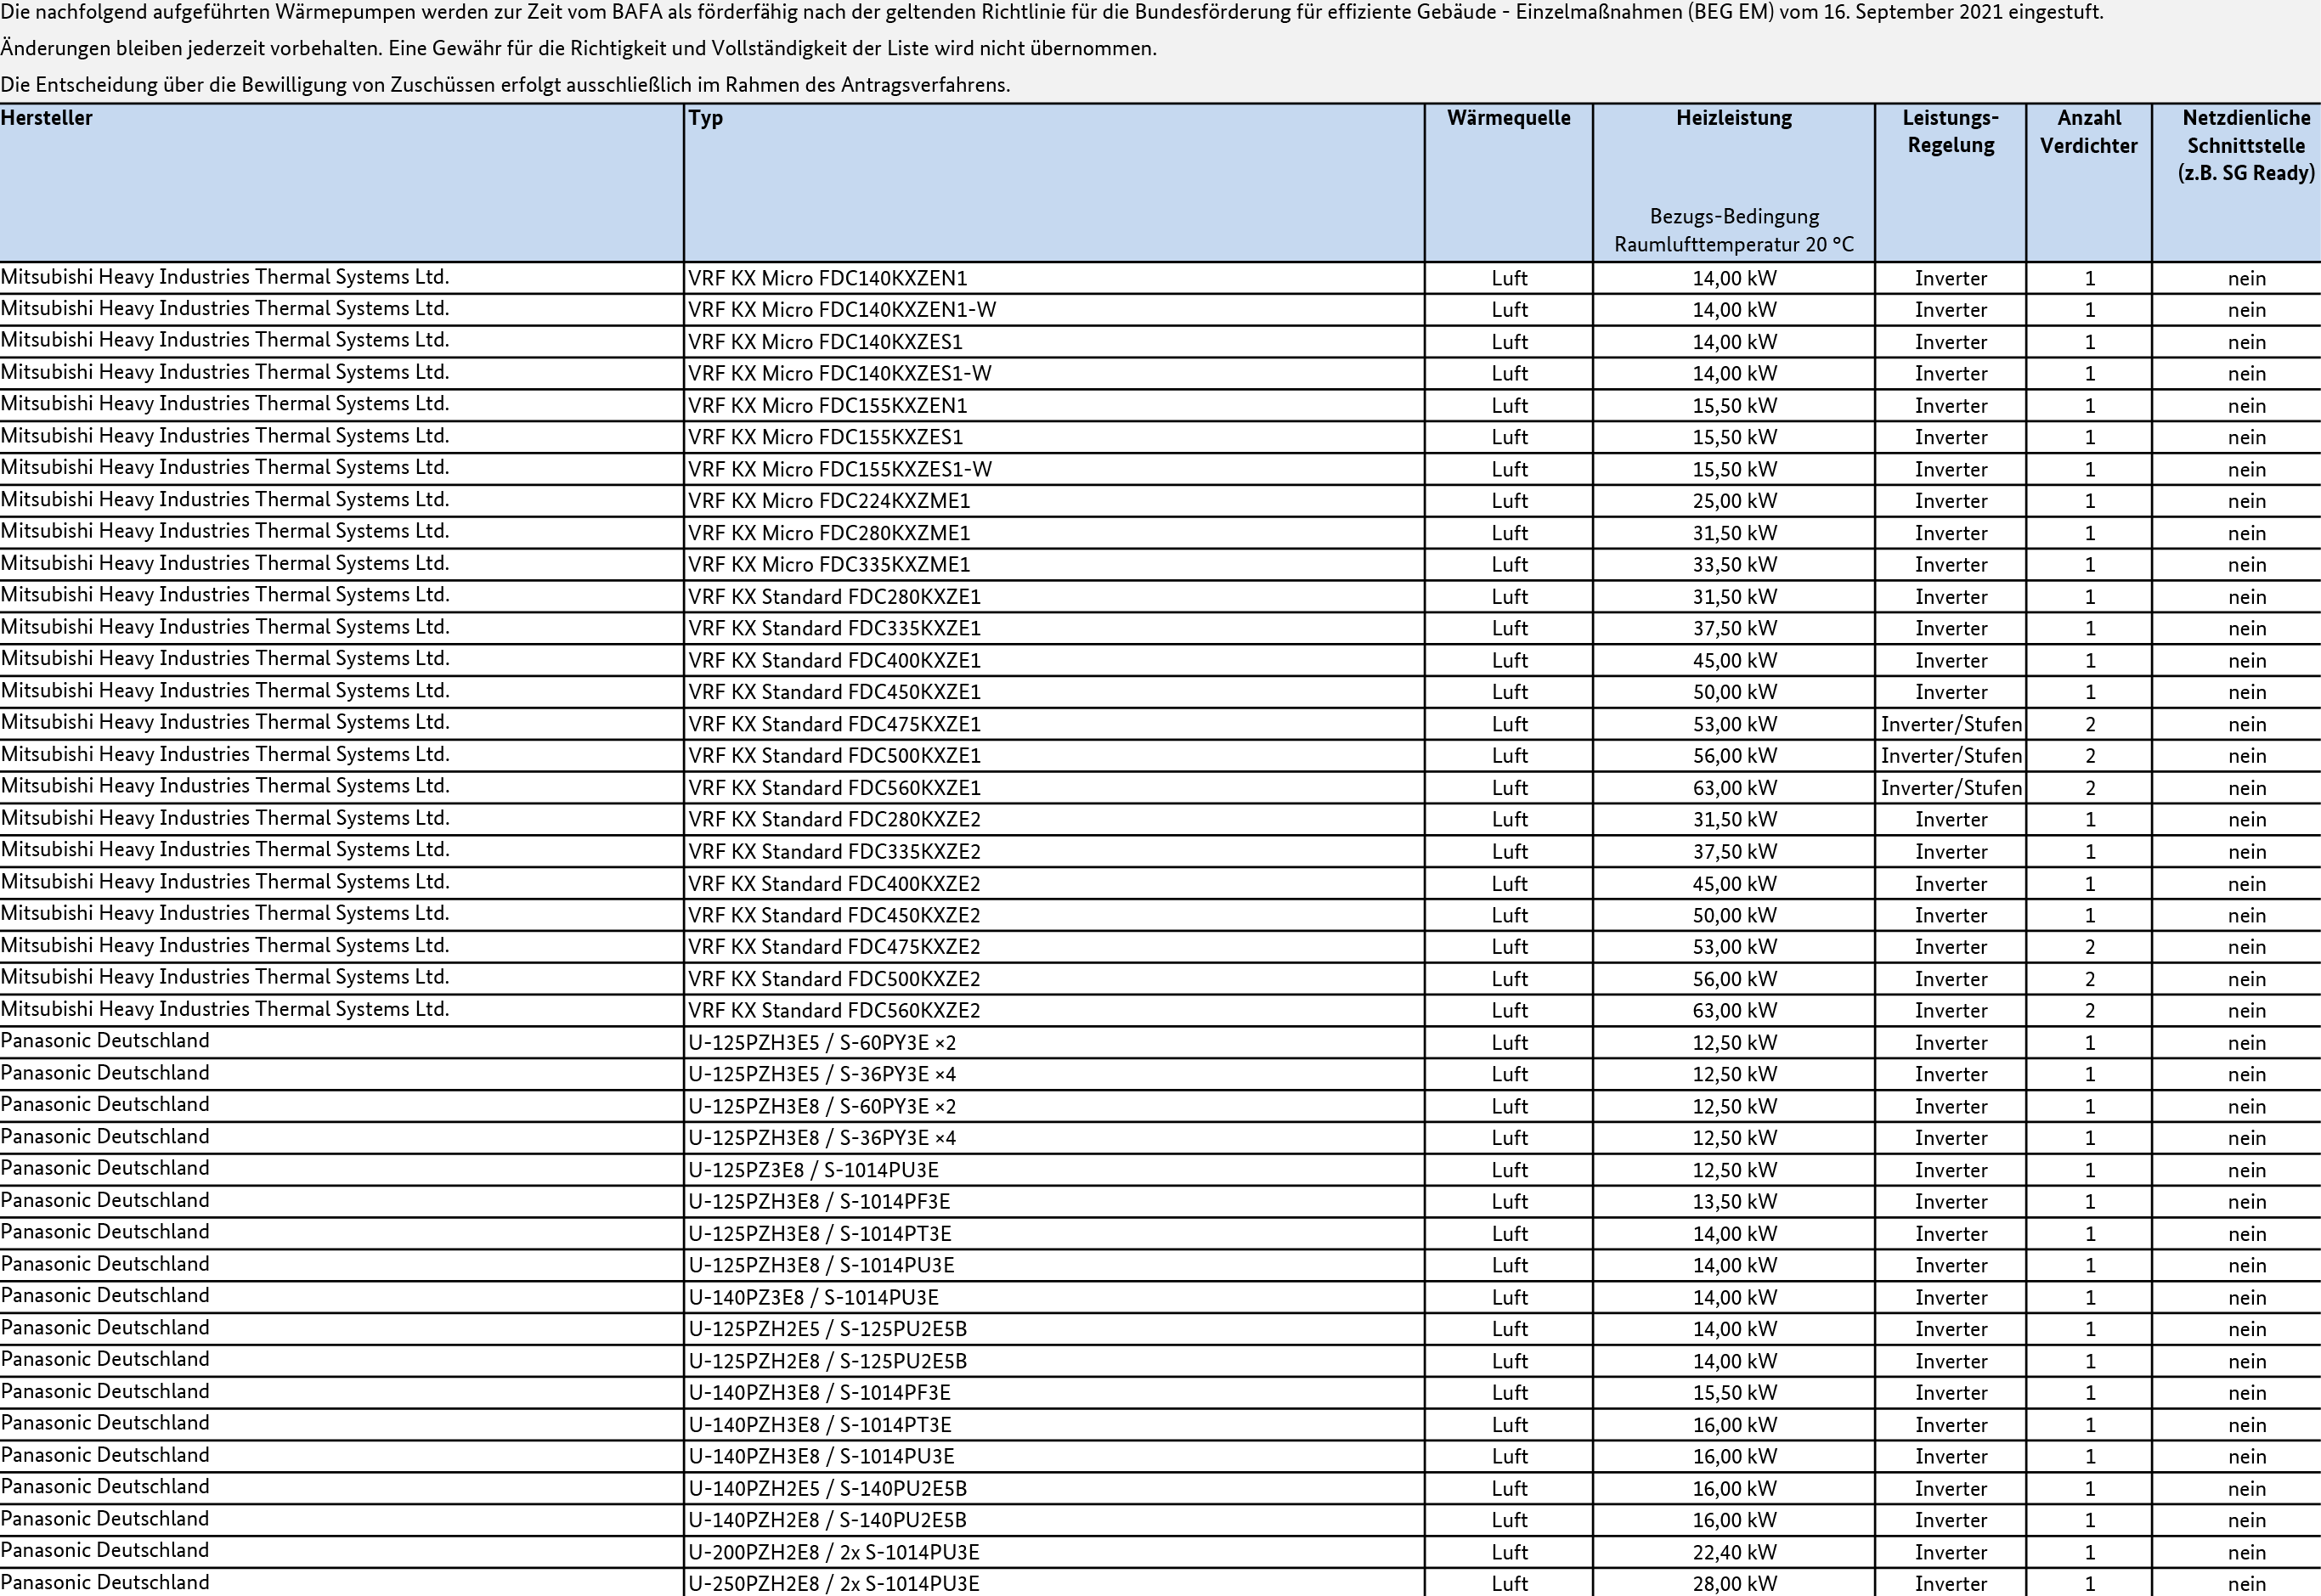 Die nachfolgend aufgeführten Wärmepumpen werden zur Zeit vom BAFA als förderfähig nach der geltenden Richtlinie für die Bundesförderung für effiziente Gebäude - Einzelmaßnahmen (BEG EM) vom 16. September 2021 eingestuft.
Änderungen bleiben jederzeit vorbehalten. Eine Gewähr für die Richtigkeit und Vollständigkeit der Liste wird nicht übernommen.
Die Entscheidung über die Bewilligung von Zuschüssen erfolgt ausschließlich im Rahmen des Antragsverfahrens.
Hersteller Typ Wärmequelle Heizleistung Leistungs- Anzahl Netzdienliche
Regelung Verdichter Schnittstelle
(z.B. SG Ready)
Bezugs-Bedingung
Raumlufttemperatur 20 °C
Mitsubishi Heavy Industries Thermal Systems Ltd. VRF KX Micro FDC140KXZEN1 Luft 14,00 kW Inverter 1 nein
Mitsubishi Heavy Industries Thermal Systems Ltd. VRF KX Micro FDC140KXZEN1-W Luft 14,00 kW Inverter 1 nein
Mitsubishi Heavy Industries Thermal Systems Ltd. VRF KX Micro FDC140KXZES1 Luft 14,00 kW Inverter 1 nein
Mitsubishi Heavy Industries Thermal Systems Ltd. VRF KX Micro FDC140KXZES1-W Luft 14,00 kW Inverter 1 nein
Mitsubishi Heavy Industries Thermal Systems Ltd. VRF KX Micro FDC155KXZEN1 Luft 15,50 kW Inverter 1 nein
Mitsubishi Heavy Industries Thermal Systems Ltd. VRF KX Micro FDC155KXZES1 Luft 15,50 kW Inverter 1 nein
Mitsubishi Heavy Industries Thermal Systems Ltd. VRF KX Micro FDC155KXZES1-W Luft 15,50 kW Inverter 1 nein
Mitsubishi Heavy Industries Thermal Systems Ltd. VRF KX Micro FDC224KXZME1 Luft 25,00 kW Inverter 1 nein
Mitsubishi Heavy Industries Thermal Systems Ltd. VRF KX Micro FDC280KXZME1 Luft 31,50 kW Inverter 1 nein
Mitsubishi Heavy Industries Thermal Systems Ltd. VRF KX Micro FDC335KXZME1 Luft 33,50 kW Inverter 1 nein
Mitsubishi Heavy Industries Thermal Systems Ltd. VRF KX Standard FDC280KXZE1 Luft 31,50 kW Inverter 1 nein
Mitsubishi Heavy Industries Thermal Systems Ltd. VRF KX Standard FDC335KXZE1 Luft 37,50 kW Inverter 1 nein
Mitsubishi Heavy Industries Thermal Systems Ltd. VRF KX Standard FDC400KXZE1 Luft 45,00 kW Inverter 1 nein
Mitsubishi Heavy Industries Thermal Systems Ltd. VRF KX Standard FDC450KXZE1 Luft 50,00 kW Inverter 1 nein
Mitsubishi Heavy Industries Thermal Systems Ltd. VRF KX Standard FDC475KXZE1 Luft 53,00 kW Inverter/Stufen 2 nein
Mitsubishi Heavy Industries Thermal Systems Ltd. VRF KX Standard FDC500KXZE1 Luft 56,00 kW Inverter/Stufen 2 nein
Mitsubishi Heavy Industries Thermal Systems Ltd. VRF KX Standard FDC560KXZE1 Luft 63,00 kW Inverter/Stufen 2 nein
Mitsubishi Heavy Industries Thermal Systems Ltd. VRF KX Standard FDC280KXZE2 Luft 31,50 kW Inverter 1 nein
Mitsubishi Heavy Industries Thermal Systems Ltd. VRF KX Standard FDC335KXZE2 Luft 37,50 kW Inverter 1 nein
Mitsubishi Heavy Industries Thermal Systems Ltd. VRF KX Standard FDC400KXZE2 Luft 45,00 kW Inverter 1 nein
Mitsubishi Heavy Industries Thermal Systems Ltd. VRF KX Standard FDC450KXZE2 Luft 50,00 kW Inverter 1 nein
Mitsubishi Heavy Industries Thermal Systems Ltd. VRF KX Standard FDC475KXZE2 Luft 53,00 kW Inverter 2 nein
Mitsubishi Heavy Industries Thermal Systems Ltd. VRF KX Standard FDC500KXZE2 Luft 56,00 kW Inverter 2 nein
Mitsubishi Heavy Industries Thermal Systems Ltd. VRF KX Standard FDC560KXZE2 Luft 63,00 kW Inverter 2 nein
Panasonic Deutschland U-125PZH3E5 / S-60PY3E ×2 Luft 12,50 kW Inverter 1 nein
Panasonic Deutschland U-125PZH3E5 / S-36PY3E ×4 Luft 12,50 kW Inverter 1 nein
Panasonic Deutschland U-125PZH3E8 / S-60PY3E ×2 Luft 12,50 kW Inverter 1 nein
Panasonic Deutschland U-125PZH3E8 / S-36PY3E ×4 Luft 12,50 kW Inverter 1 nein
Panasonic Deutschland U-125PZ3E8 / S-1014PU3E Luft 12,50 kW Inverter 1 nein
Panasonic Deutschland U-125PZH3E8 / S-1014PF3E Luft 13,50 kW Inverter 1 nein
Panasonic Deutschland U-125PZH3E8 / S-1014PT3E Luft 14,00 kW Inverter 1 nein
Panasonic Deutschland U-125PZH3E8 / S-1014PU3E Luft 14,00 kW Inverter 1 nein
Panasonic Deutschland U-140PZ3E8 / S-1014PU3E Luft 14,00 kW Inverter 1 nein
Panasonic Deutschland U-125PZH2E5 / S-125PU2E5B Luft 14,00 kW Inverter 1 nein
Panasonic Deutschland U-125PZH2E8 / S-125PU2E5B Luft 14,00 kW Inverter 1 nein
Panasonic Deutschland U-140PZH3E8 / S-1014PF3E Luft 15,50 kW Inverter 1 nein
Panasonic Deutschland U-140PZH3E8 / S-1014PT3E Luft 16,00 kW Inverter 1 nein
Panasonic Deutschland U-140PZH3E8 / S-1014PU3E Luft 16,00 kW Inverter 1 nein
Panasonic Deutschland U-140PZH2E5 / S-140PU2E5B Luft 16,00 kW Inverter 1 nein
Panasonic Deutschland U-140PZH2E8 / S-140PU2E5B Luft 16,00 kW Inverter 1 nein
Panasonic Deutschland U-200PZH2E8 / 2x S-1014PU3E Luft 22,40 kW Inverter 1 nein
Panasonic Deutschland U-250PZH2E8 / 2x S-1014PU3E Luft 28,00 kW Inverter 1 nein